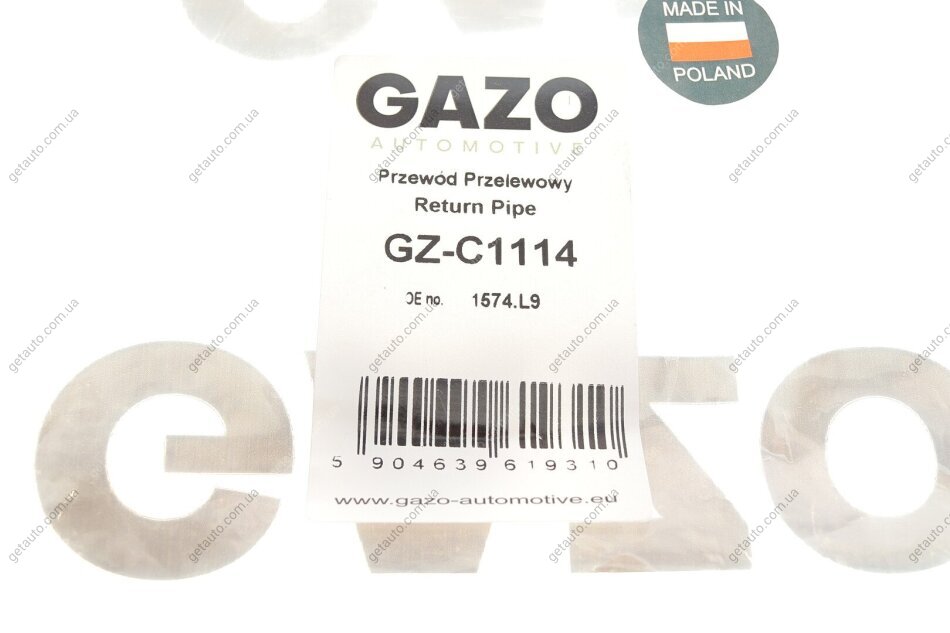 MADE IN
POLAND
GAZO
AUTOMOTIVE
Przewód Przelewowy
Return Pipe
GZ-C1114
OE no. 1574.L9
5 904639 619310
www.gazo-automotive.eu
getauto.com.ua